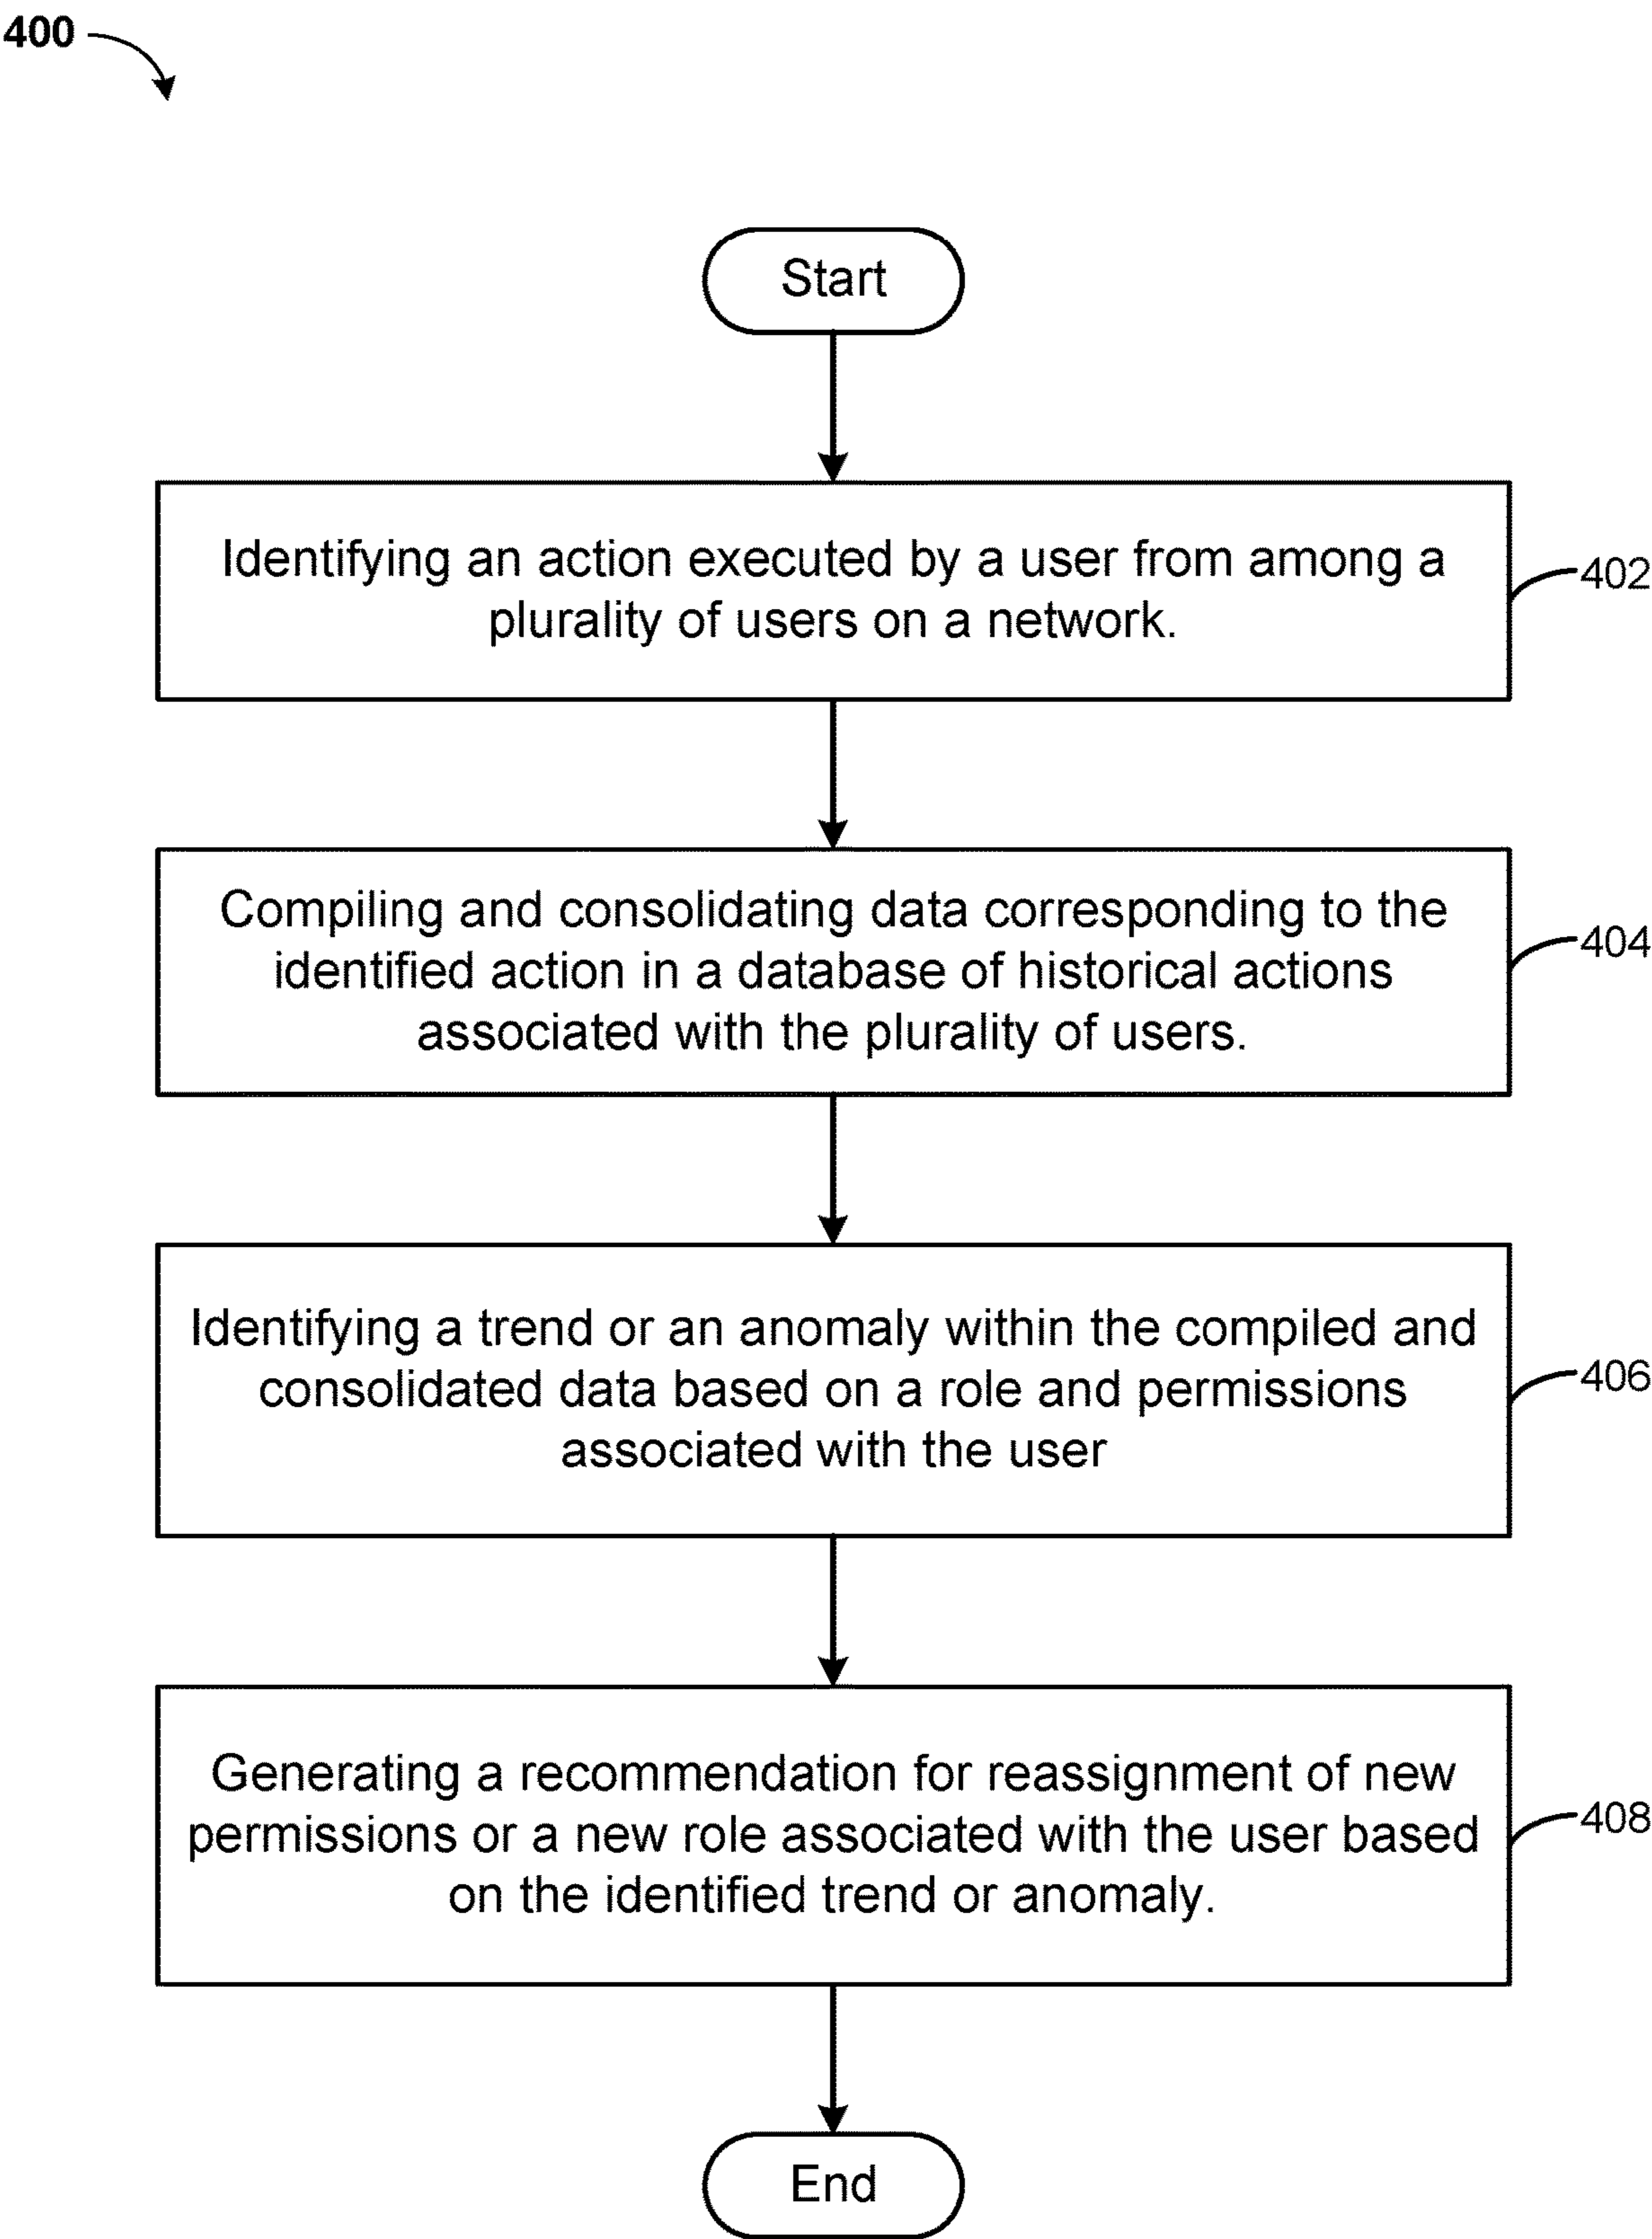 400
Start
Identifying an action executed by a user from among a
plurality of users on a network.
402
Compiling and consolidating data corresponding to the
identified action in a database of historical actions
associated with the plurality of users.
404
Identifying a trend or an anomaly within the compiled and
consolidated data based on a role and permissions
associated with the user
406
Generating a recommendation for reassignment of new
permissions or a new role associated with the user based
on the identified trend or anomaly.
408
End